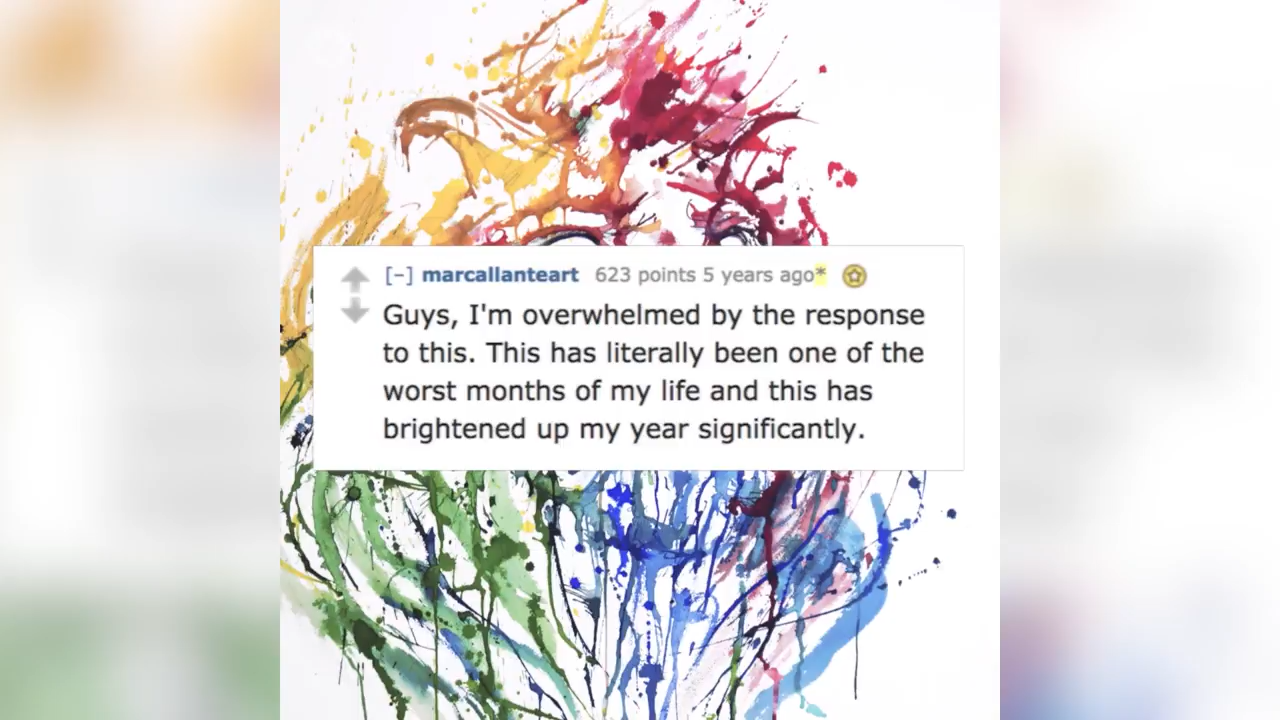 [–] marcallanteart 623 points 5 years ago*
Guys, I'm overwhelmed by the response
to this. This has literally been one of the
worst months of my life and this has
brightened up my year significantly.